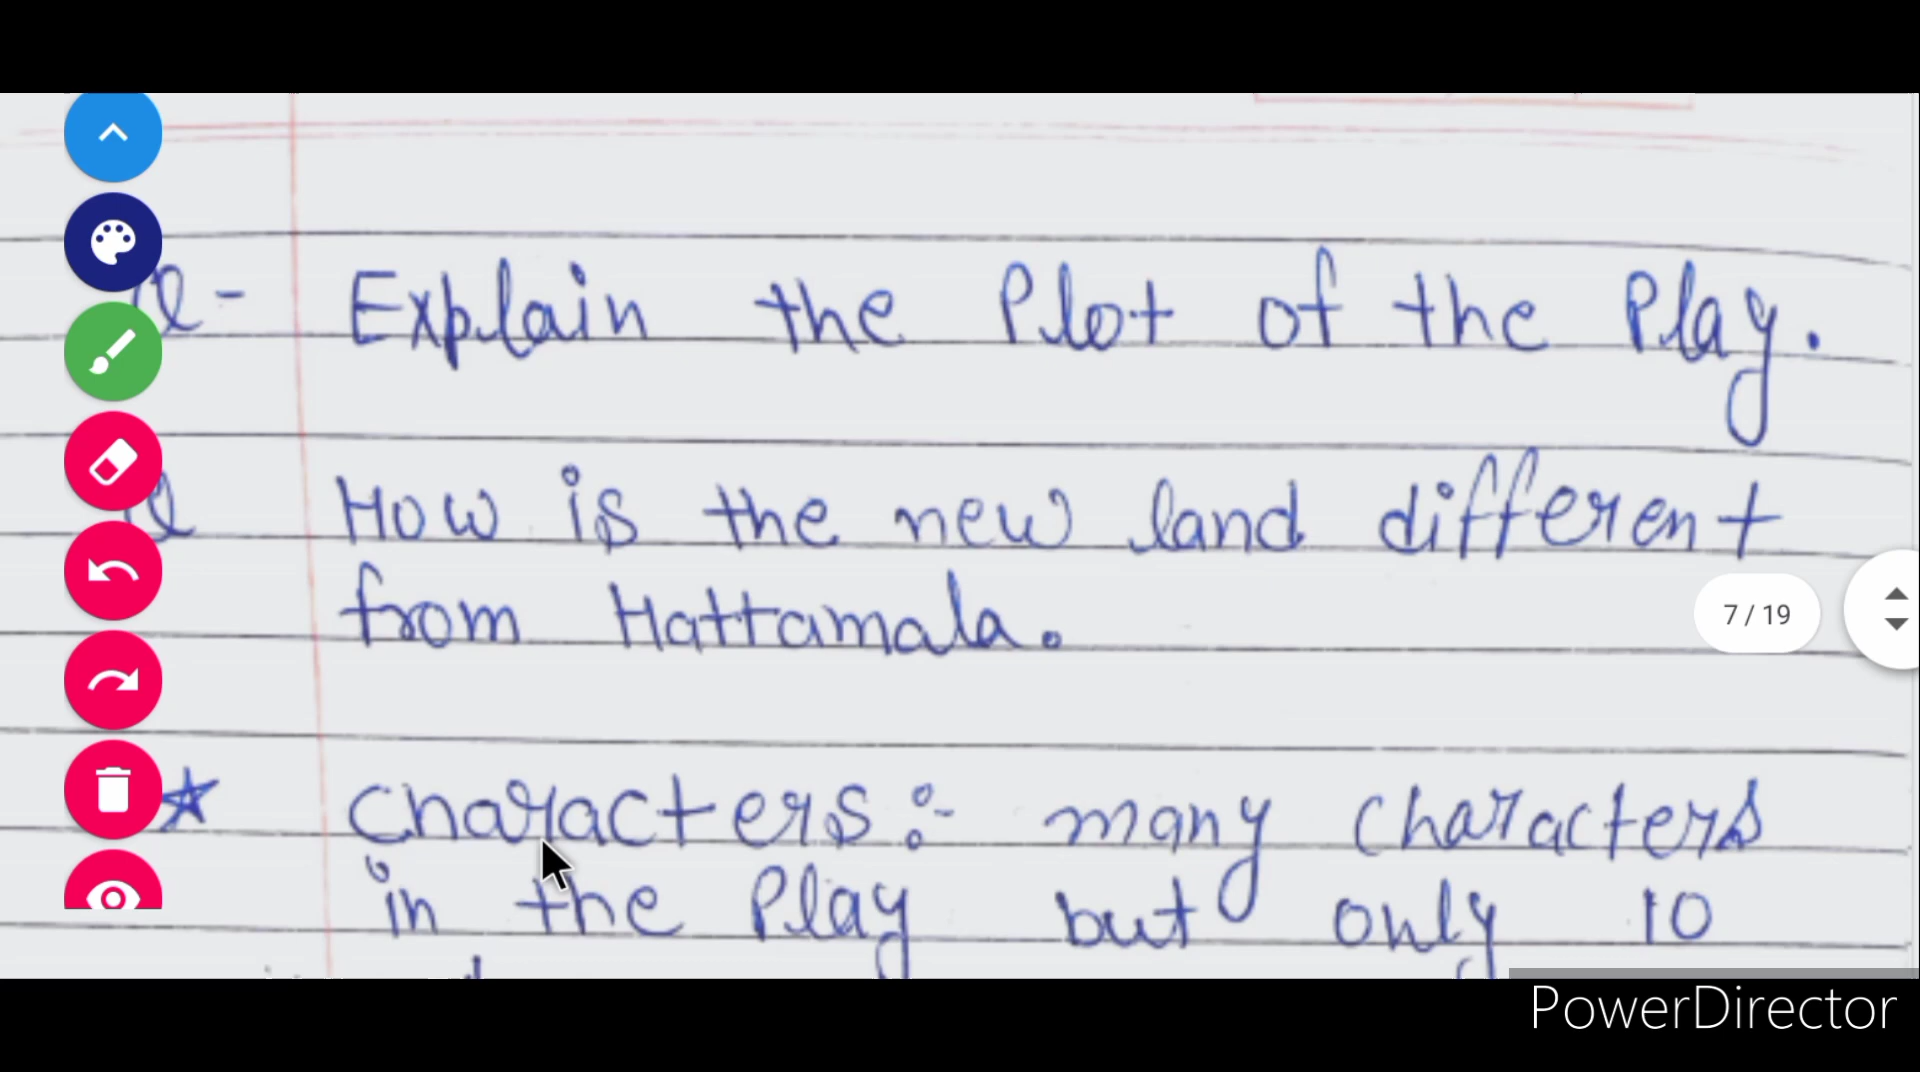 Q- Explain the Plot of the Play.
Q How is the new land different
from Hattamala.
7 / 19
★ Characters:- many characters
in the Play but only 10
PowerDirector